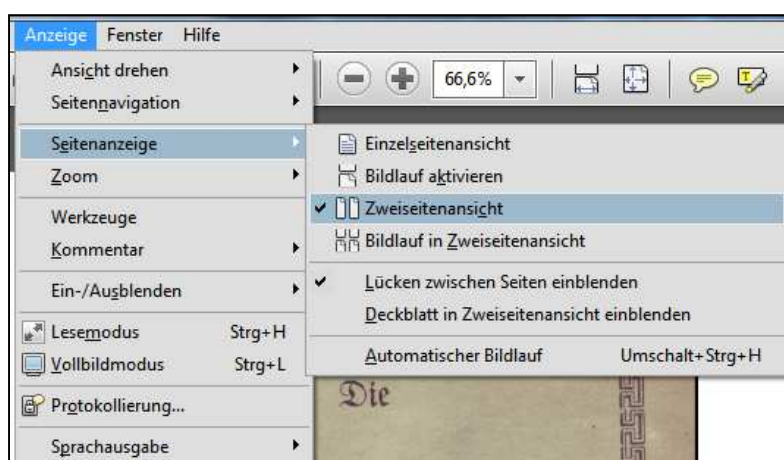 Anzeige Fenster Hilfe
Ansicht drehen
Seitennavigation
66,6%
Seitenanzeige
Zoom
Werkzeuge
Kommentar
Ein-/Ausblenden
Lesemodus Strg+H
Vollbildmodus Strg+L
Protokollierung...
Sprachausgabe
Einzelseitenansicht
Bildlauf aktivieren
Zweiseitenansicht
Bildlauf in Zweiseitenansicht
Lücken zwischen Seiten einblenden
Deckblatt in Zweiseitenansicht einblenden
Automatischer Bildlauf Umschalt+Strg+H
Die